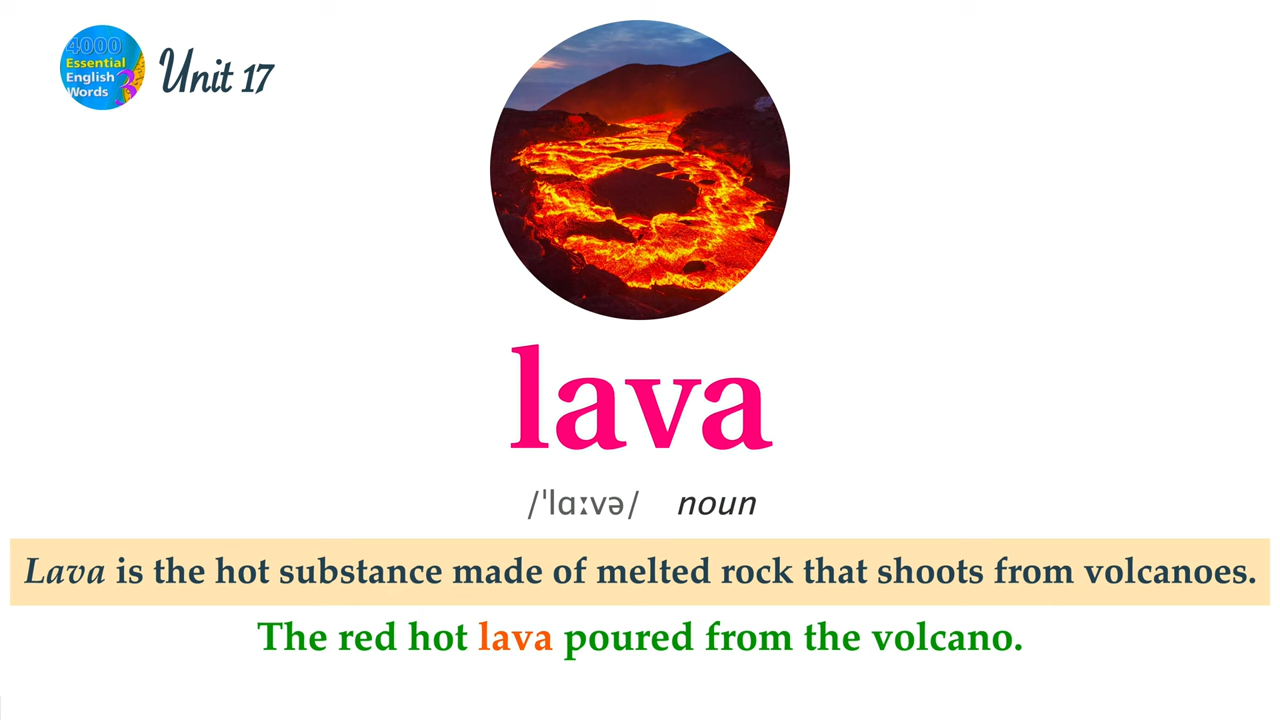 4000
Essential
English
Words 3
Unit 17
lava
/ˈlɑːvə/ noun
Lava is the hot substance made of melted rock that shoots from volcanoes.
The red hot lava poured from the volcano.